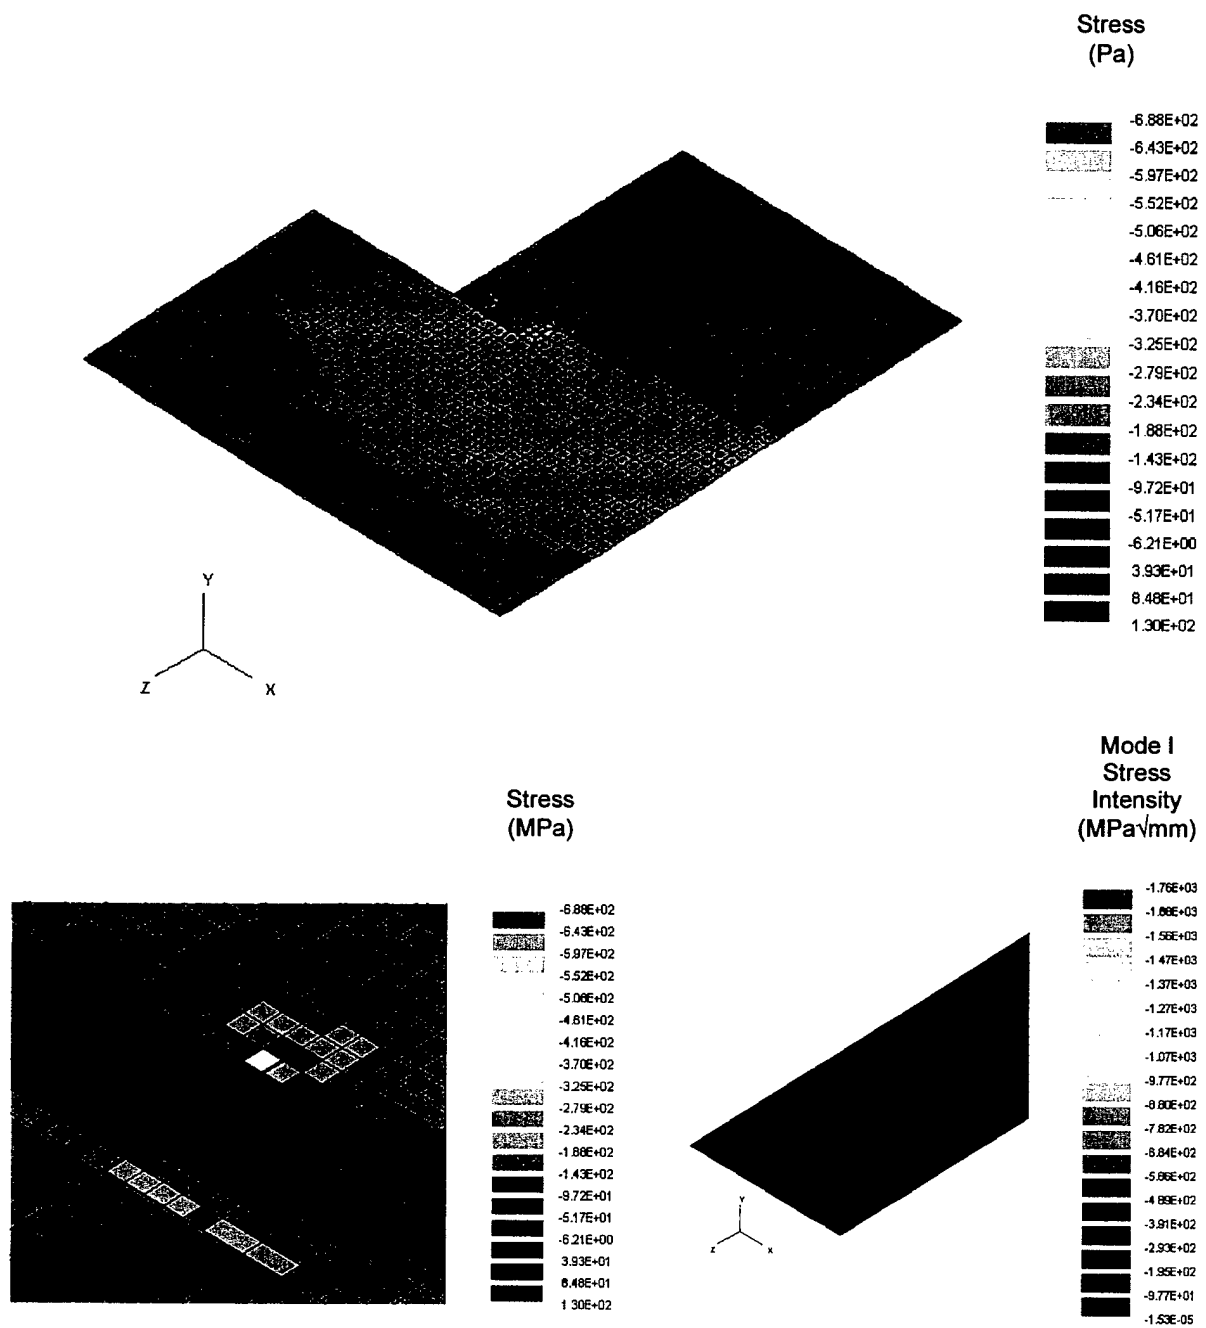 Stress
(Pa)
-6.88E+02
-6.43E+02
-5.97E+02
-5.52E+02
-5.06E+02
-4.61E+02
-4.16E+02
-3.70E+02
-3.25E+02
-2.79E+02
-2.34E+02
-1.88E+02
-1.43E+02
-9.72E+01
-5.17E+01
-6.21E+00
3.93E+01
8.48E+01
1.30E+02
Y
Z
X
Stress
(MPa)
-6.88E+02
-6.43E+02
-5.97E+02
-5.52E+02
-5.06E+02
-4.61E+02
-4.16E+02
-3.70E+02
-3.25E+02
-2.79E+02
-2.34E+02
-1.88E+02
-1.43E+02
-9.72E+01
-5.17E+01
-6.21E+00
3.93E+01
8.48E+01
1.30E+02
Mode I
Stress
Intensity
(MPa√mm)
-1.76E+03
-1.66E+03
-1.56E+03
-1.47E+03
-1.37E+03
-1.27E+03
-1.17E+03
-1.07E+03
-9.77E+02
-8.80E+02
-7.82E+02
-6.84E+02
-5.86E+02
-4.89E+02
-3.91E+02
-2.93E+02
-1.95E+02
-9.77E+01
-1.53E-05
Y
Z
X